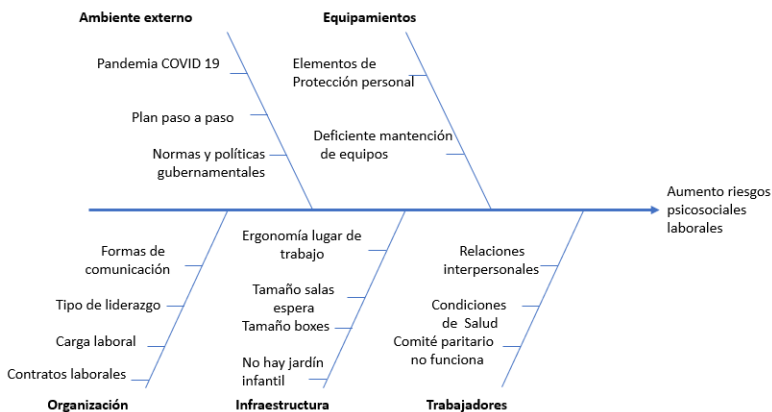 Ambiente externo
Equipamientos
Pandemia COVID 19
Plan paso a paso
Normas y políticas
gubernamentales
Elementos de
Protección personal
Deficiente mantención
de equipos
Aumento riesgos
psicosociales
laborales
Formas de
comunicación
Tipo de liderazgo
Carga laboral
Contratos laborales
Organización
Ergonomía lugar de
trabajo
Tamaño salas
espera
Tamaño boxes
No hay jardín
infantil
Infraestructura
Relaciones
interpersonales
Condiciones
de Salud
Comité paritario
no funciona
Trabajadores